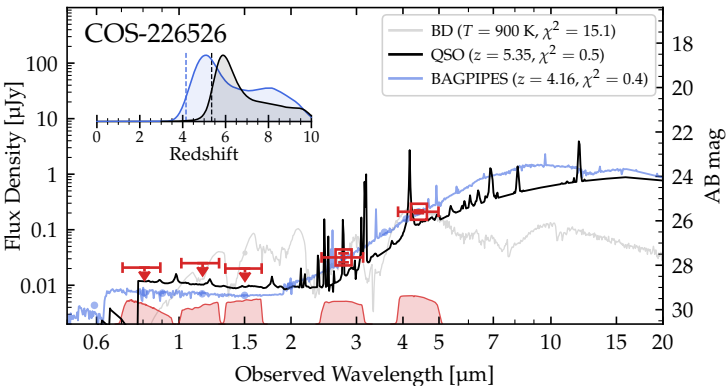 COS-226526
BD (T = 900 K, χ² = 15.1)
QSO (z = 5.35, χ² = 0.5)
BAGPIPES (z = 4.16, χ² = 0.4)
0 2 4 6 8 10
Redshift
100
10
1
0.1
0.01
Flux Density [µJy]
18
20
22
24
26
28
30
AB mag
0.6 1 2 3 4 5 10 15 20
Observed Wavelength [µm]